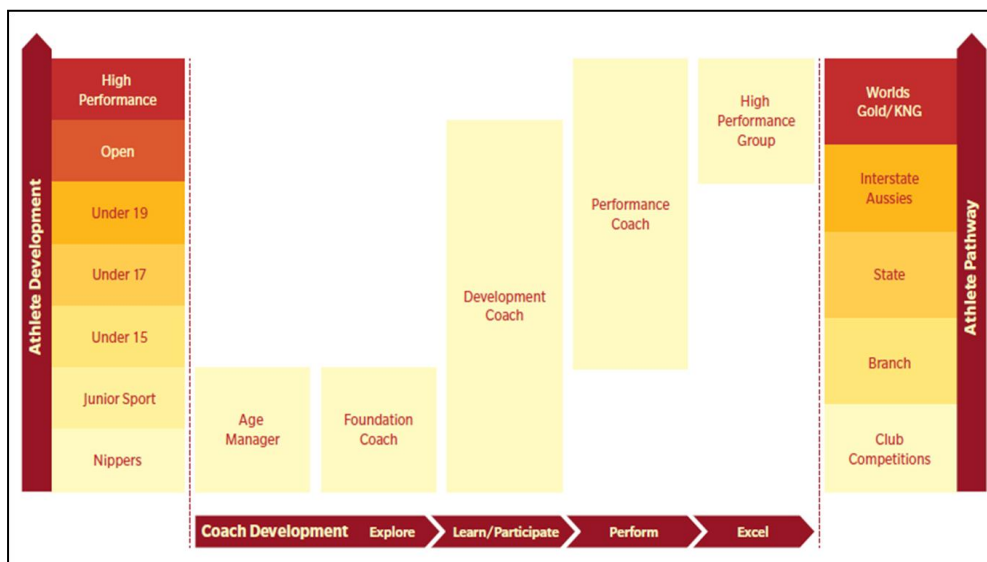 Athlete Development
High
Performance
Open
Under 19
Under 17
Under 15
Junior Sport
Nippers
Age
Manager
Foundation
Coach
Development
Coach
Performance
Coach
High
Performance
Group
Worlds
Gold/KNG
Interstate
Aussies
State
Branch
Club
Competitions
Athlete Pathway
Coach Development Explore Learn/Participate Perform Excel